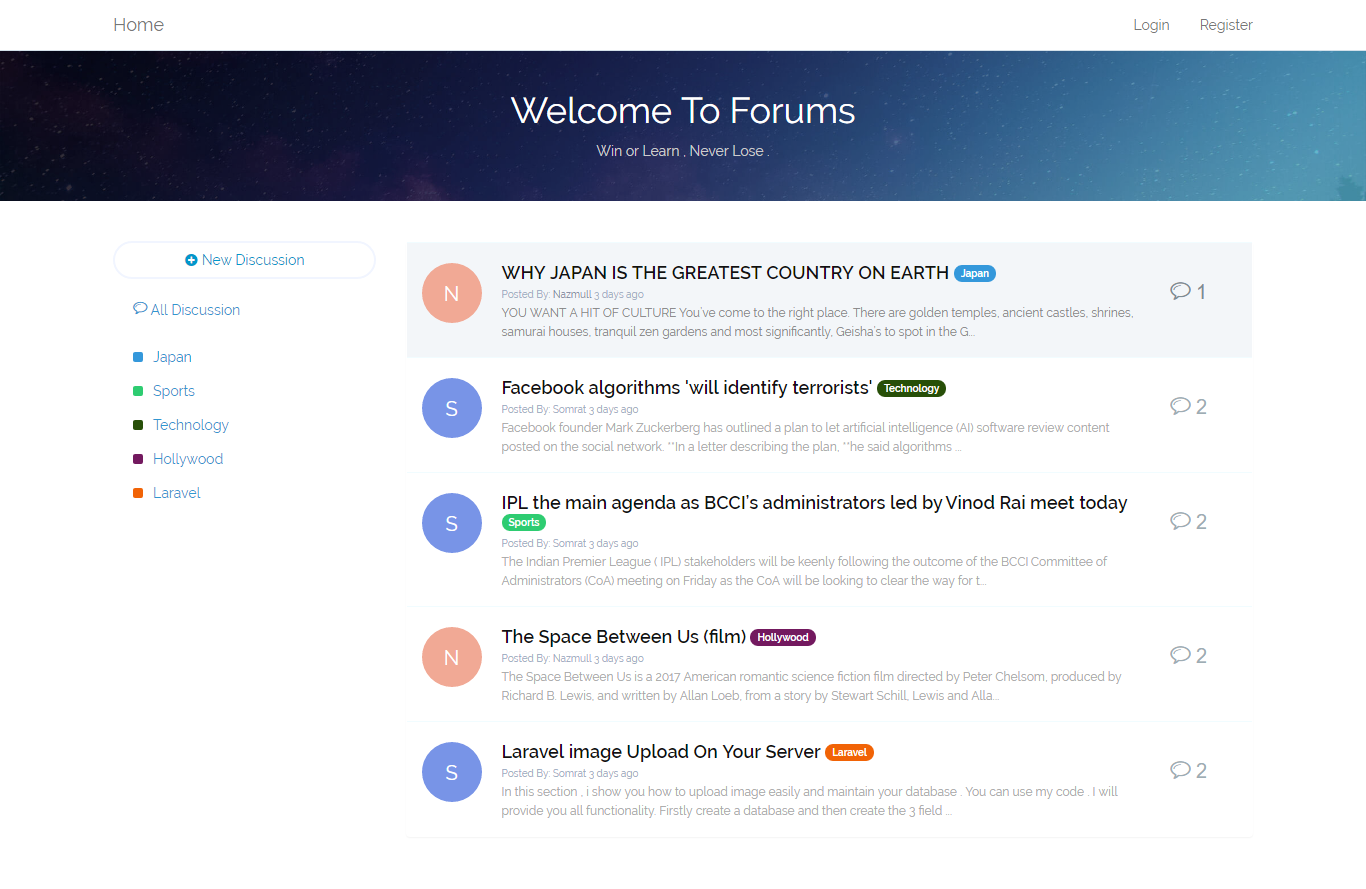 Home
Login
Register
Welcome To Forums
Win or Learn , Never Lose .
New Discussion
All Discussion
Japan
Sports
Technology
Hollywood
Laravel
N
WHY JAPAN IS THE GREATEST COUNTRY ON EARTH Japan
Posted By: Nazmull 3 days ago
YOU WANT A HIT OF CULTURE You've come to the right place. There are golden temples, ancient castles, shrines,
samurai houses, tranquil zen gardens and most significantly, Geisha's to spot in the G...
1
S
Facebook algorithms 'will identify terrorists' Technology
Posted By: Somrat 3 days ago
Facebook founder Mark Zuckerberg has outlined a plan to let artificial intelligence (AI) software review content
posted on the social network. **In a letter describing the plan, **he said algorithms ...
2
S
IPL the main agenda as BCCI's administrators led by Vinod Rai meet today
Sports
Posted By: Somrat 3 days ago
The Indian Premier League ( IPL) stakeholders will be keenly following the outcome of the BCCI Committee of
Administrators (CoA) meeting on Friday as the CoA will be looking to clear the way for t...
2
N
The Space Between Us (film) Hollywood
Posted By: Nazmull 3 days ago
The Space Between Us is a 2017 American romantic science fiction film directed by Peter Chelsom, produced by
Richard B. Lewis, and written by Allan Loeb, from a story by Stewart Schill, Lewis and Alla...
2
S
Laravel image Upload On Your Server Laravel
Posted By: Somrat 3 days ago
In this section , i show you how to upload image easily and maintain your database . You can use my code . I will
provide you all functionality. Firstly create a database and then create the 3 field ...
2